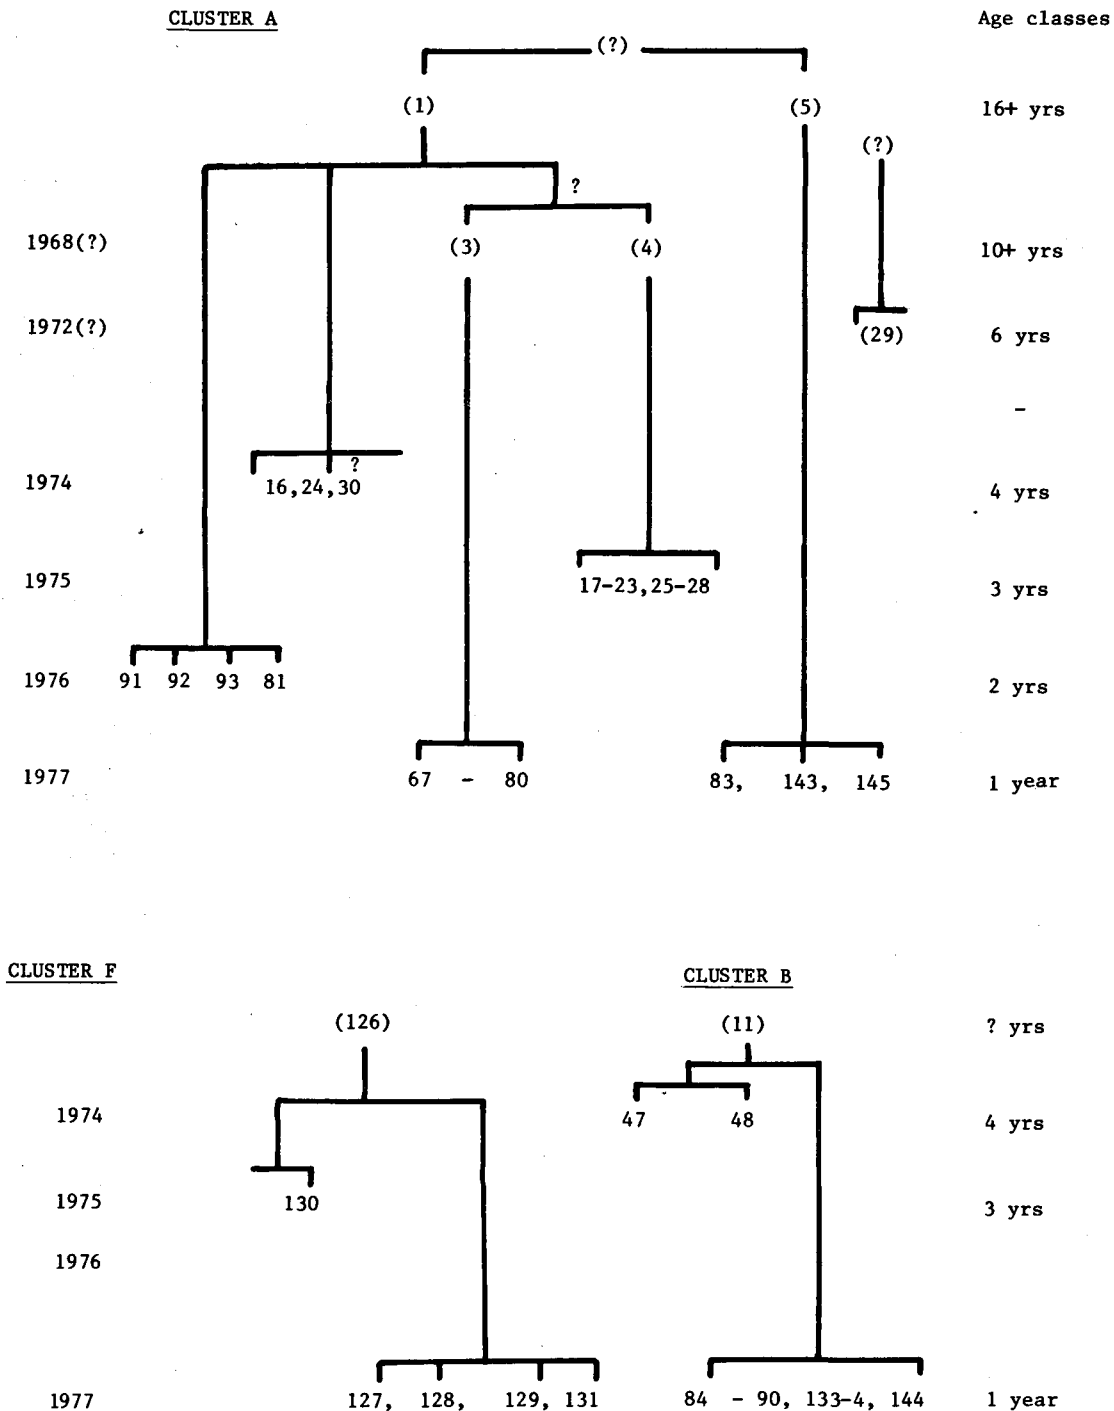 CLUSTER A Age classes
(?)
(1) (5) 16+ yrs
(?)
?
1968(?) (3) (4) 10+ yrs
1972(?) (29) 6 yrs
-
?
1974 16,24,30 4 yrs
1975 17-23,25-28 3 yrs
1976 91 92 93 81 2 yrs
1977 67 - 80 83, 143, 145 1 year
CLUSTER F CLUSTER B
(126) (11) ? yrs
1974 47 48 4 yrs
1975 130 3 yrs
1976
1977 127, 128, 129, 131 84 - 90, 133-4, 144 1 year